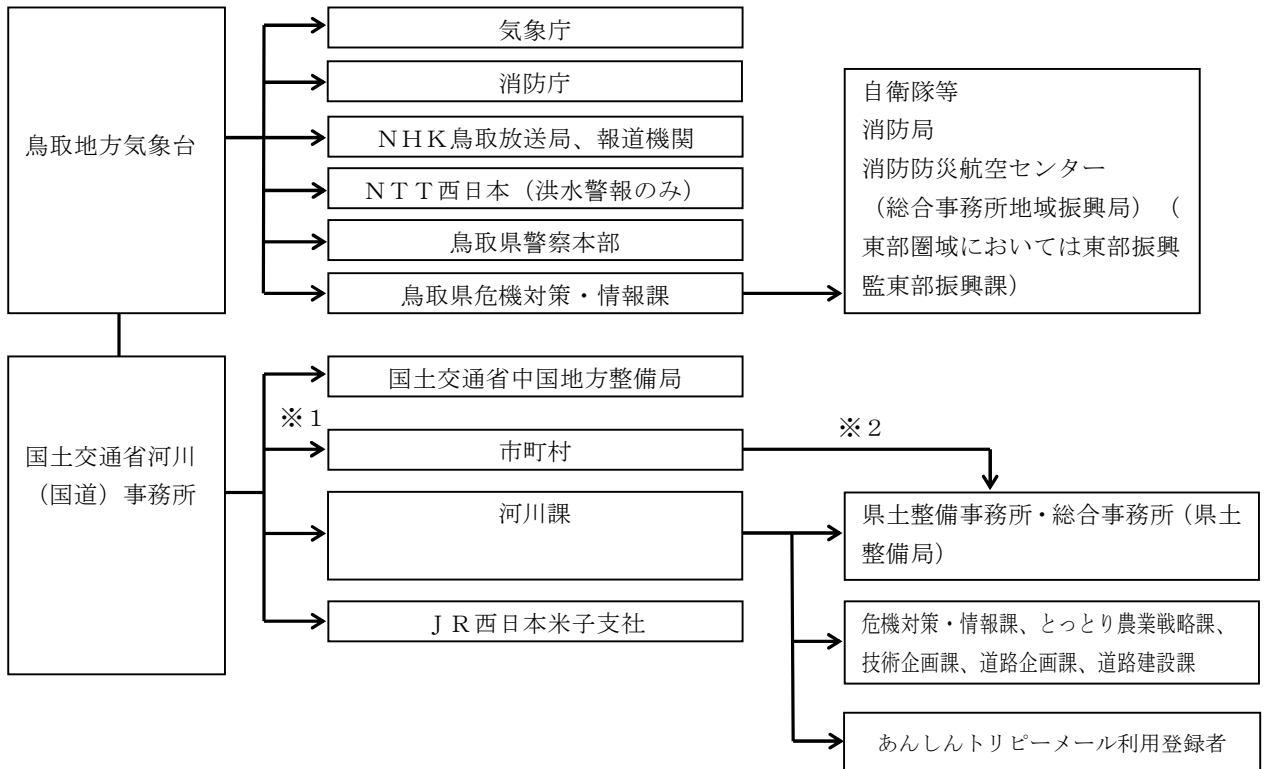 鳥取地方気象台
気象庁
消防庁
ＮＨＫ鳥取放送局、報道機関
ＮＴＴ西日本（洪水警報のみ）
鳥取県警察本部
鳥取県危機対策・情報課
自衛隊等
消防局
消防防災航空センター
（総合事務所地域振興局）（
東部圏域においては東部振興
監東部振興課）
国土交通省河川
（国道）事務所
国土交通省中国地方整備局
※１
市町村
※２
河川課
ＪＲ西日本米子支社
県土整備事務所・総合事務所（県土
整備局）
危機対策・情報課、とっとり農業戦略課、
技術企画課、道路企画課、道路建設課
あんしんトリピーメール利用登録者